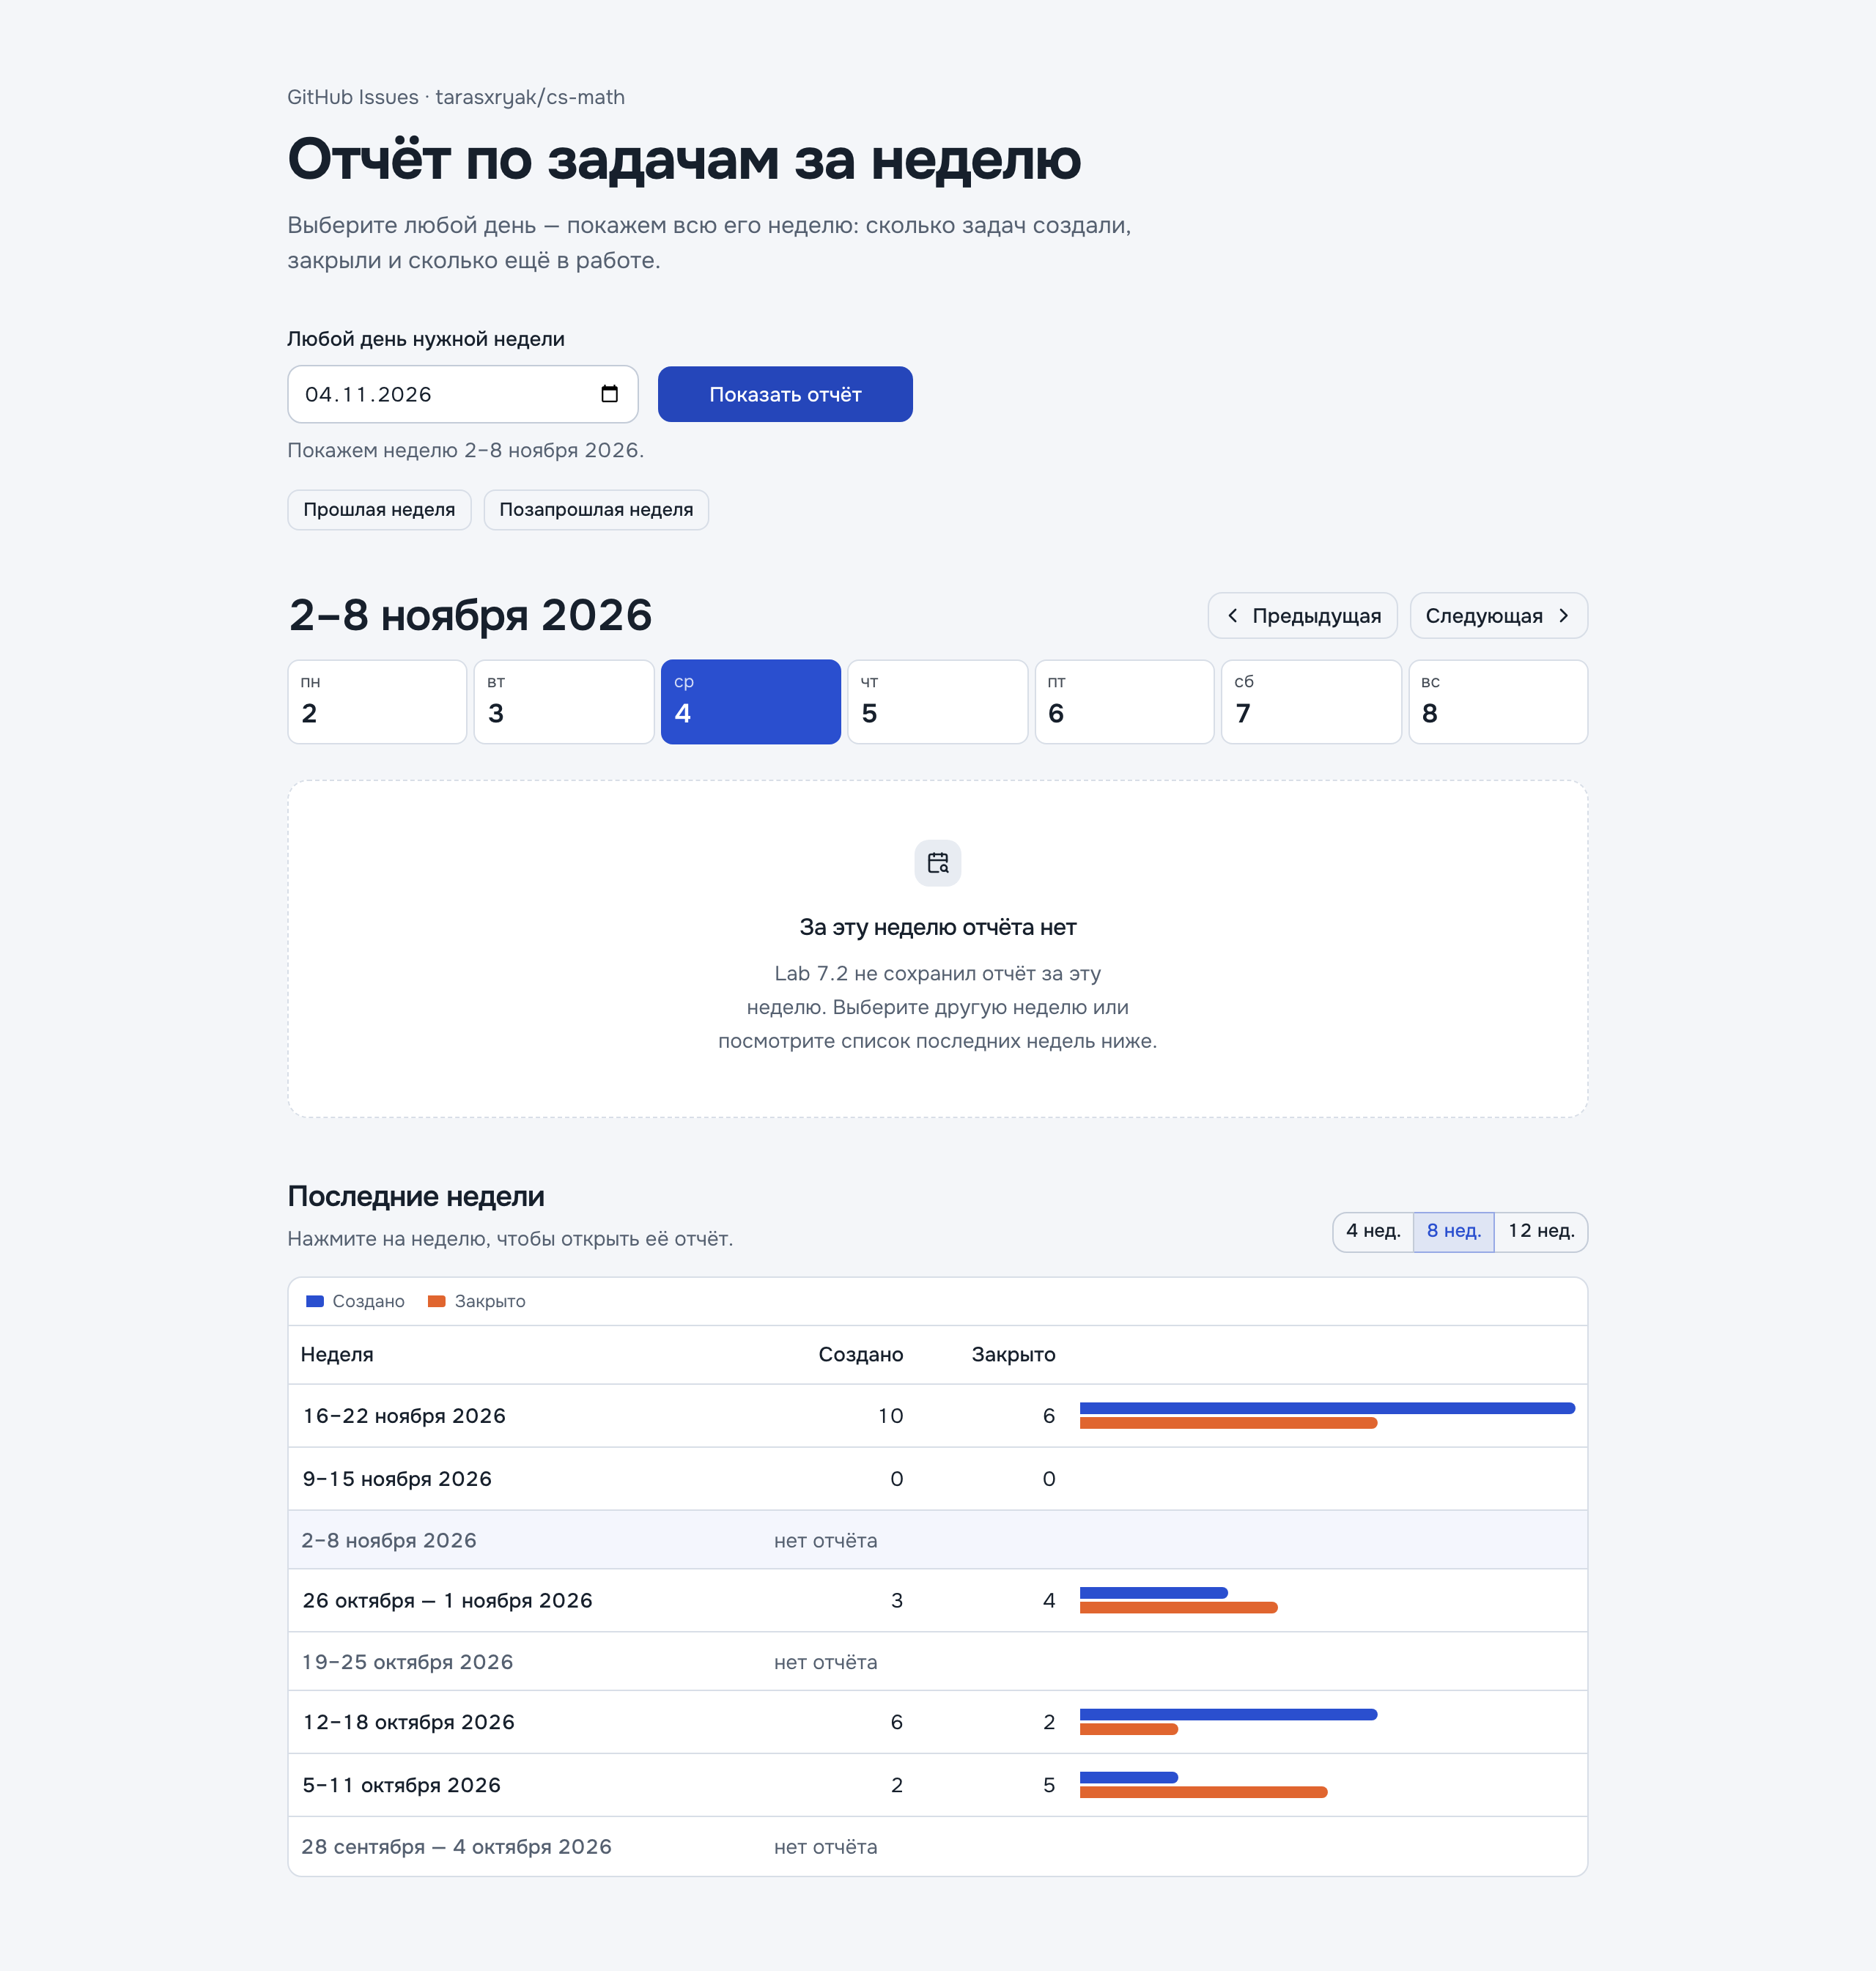 GitHub Issues · tarasxryak/cs-math
Отчёт по задачам за неделю
Выберите любой день — покажем всю его неделю: сколько задач создали,
закрыли и сколько ещё в работе.
Любой день нужной недели
04.11.2026
Показать отчёт
Покажем неделю 2–8 ноября 2026.
Прошлая неделя
Позапрошлая неделя
2–8 ноября 2026
Предыдущая
Следующая
пн
2
вт
3
ср
4
чт
5
пт
6
сб
7
вс
8
За эту неделю отчёта нет
Lab 7.2 не сохранил отчёт за эту
неделю. Выберите другую неделю или
посмотрите список последних недель ниже.
Последние недели
Нажмите на неделю, чтобы открыть её отчёт.
4 нед. 8 нед. 12 нед.
Создано Закрыто
Неделя Создано Закрыто
16–22 ноября 2026 10 6
9–15 ноября 2026 0 0
2–8 ноября 2026 нет отчёта
26 октября — 1 ноября 2026 3 4
19–25 октября 2026 нет отчёта
12–18 октября 2026 6 2
5–11 октября 2026 2 5
28 сентября — 4 октября 2026 нет отчёта